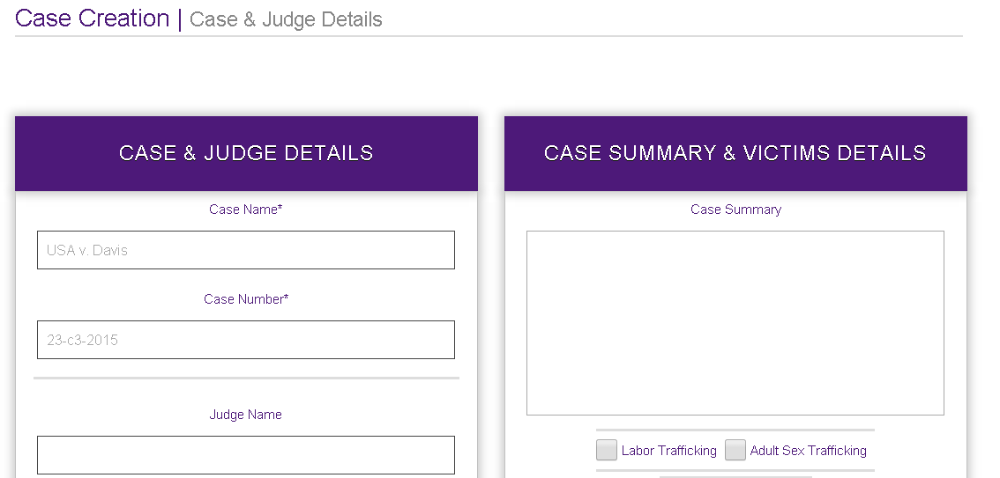 Case Creation | Case & Judge Details
CASE & JUDGE DETAILS
Case Name*
USA v. Davis
Case Number*
23-c3-2015
Judge Name
CASE SUMMARY & VICTIMS DETAILS
Case Summary
Labor Trafficking Adult Sex Trafficking